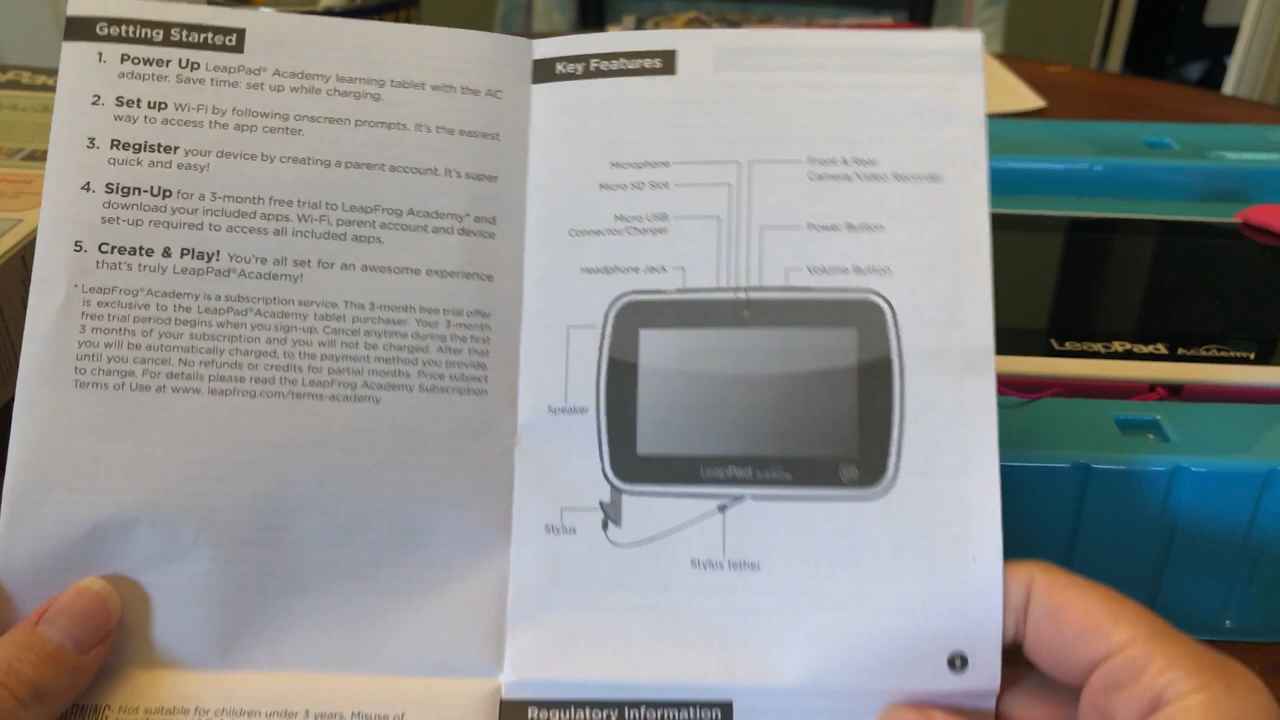 Getting Started
1. Power Up LeapPad® Academy learning tablet with the AC
adapter. Save time: set up while charging.
2. Set up Wi-Fi by following onscreen prompts. It's the easiest
way to access the app center.
3. Register your device by creating a parent account. It's super
quick and easy!
4. Sign-Up for a 3-month free trial to LeapFrog Academy* and
download your included apps. Wi-Fi, parent account and device
set-up required to access all included apps.
5. Create & Play! You're all set for an awesome experience
that's truly LeapPad® Academy!
* LeapFrog® Academy is a subscription service. This 3-month free trial offer
is exclusive to the LeapPad® Academy tablet purchaser. Your 3-month
free trial period begins when you sign-up. Cancel anytime during the first
3 months of your subscription and you will not be charged. After that
you will be automatically charged, to the payment method you provide,
until you cancel. No refunds or credits for partial months. Price subject
to change. For details please read the LeapFrog Academy Subscription
Terms of Use at www. leapfrog.com/terms-academy
Not suitable for children under 3 years. Misuse of
Key Features
Microphone
Micro SD Slot
Micro USB
Connector/Charger
Headphone Jack
Front & Rear
Camera/Video Recorder
Power Button
Volume Button
Speaker
LeapPad
Stylus
Stylus tether
Regulatory Information
LeapPad® Academy